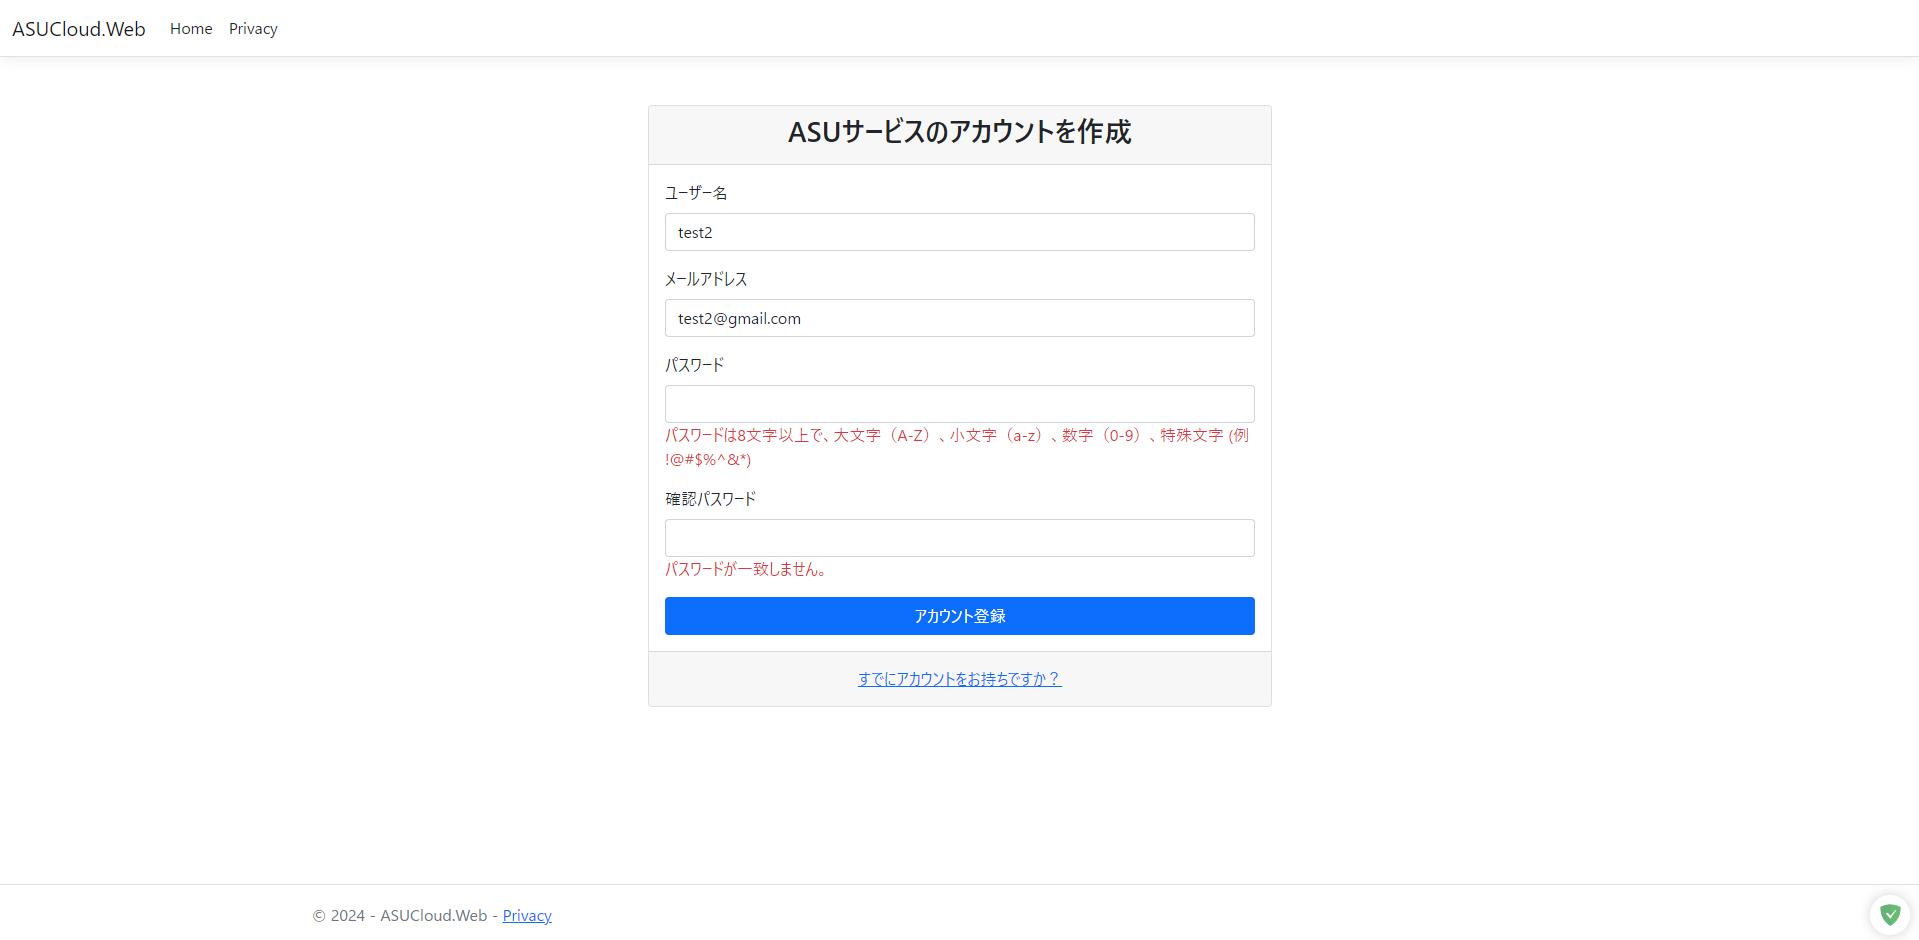 ASUCloud.Web Home Privacy
ASUサービスのアカウントを作成
ユーザー名
test2
メールアドレス
test2@gmail.com
パスワード
パスワードは8文字以上で、大文字（A-Z）、小文字（a-z）、数字（0-9）、特殊文字 (例
!@#$%^&*)
確認パスワード
パスワードが一致しません。
アカウント登録
すでにアカウントをお持ちですか？
© 2024 - ASUCloud.Web - Privacy